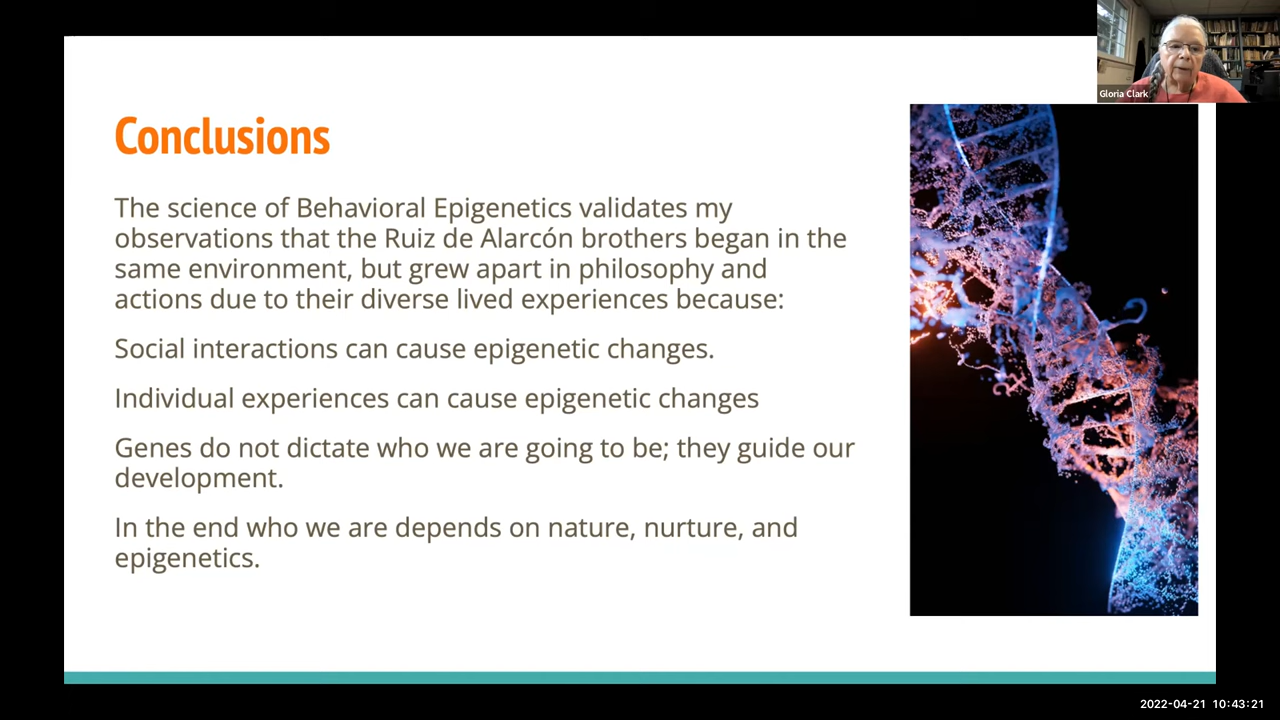 Gloria Clark
Conclusions
The science of Behavioral Epigenetics validates my
observations that the Ruiz de Alarcón brothers began in the
same environment, but grew apart in philosophy and
actions due to their diverse lived experiences because:
Social interactions can cause epigenetic changes.
Individual experiences can cause epigenetic changes
Genes do not dictate who we are going to be; they guide our
development.
In the end who we are depends on nature, nurture, and
epigenetics.
2022-04-21 10:43:21